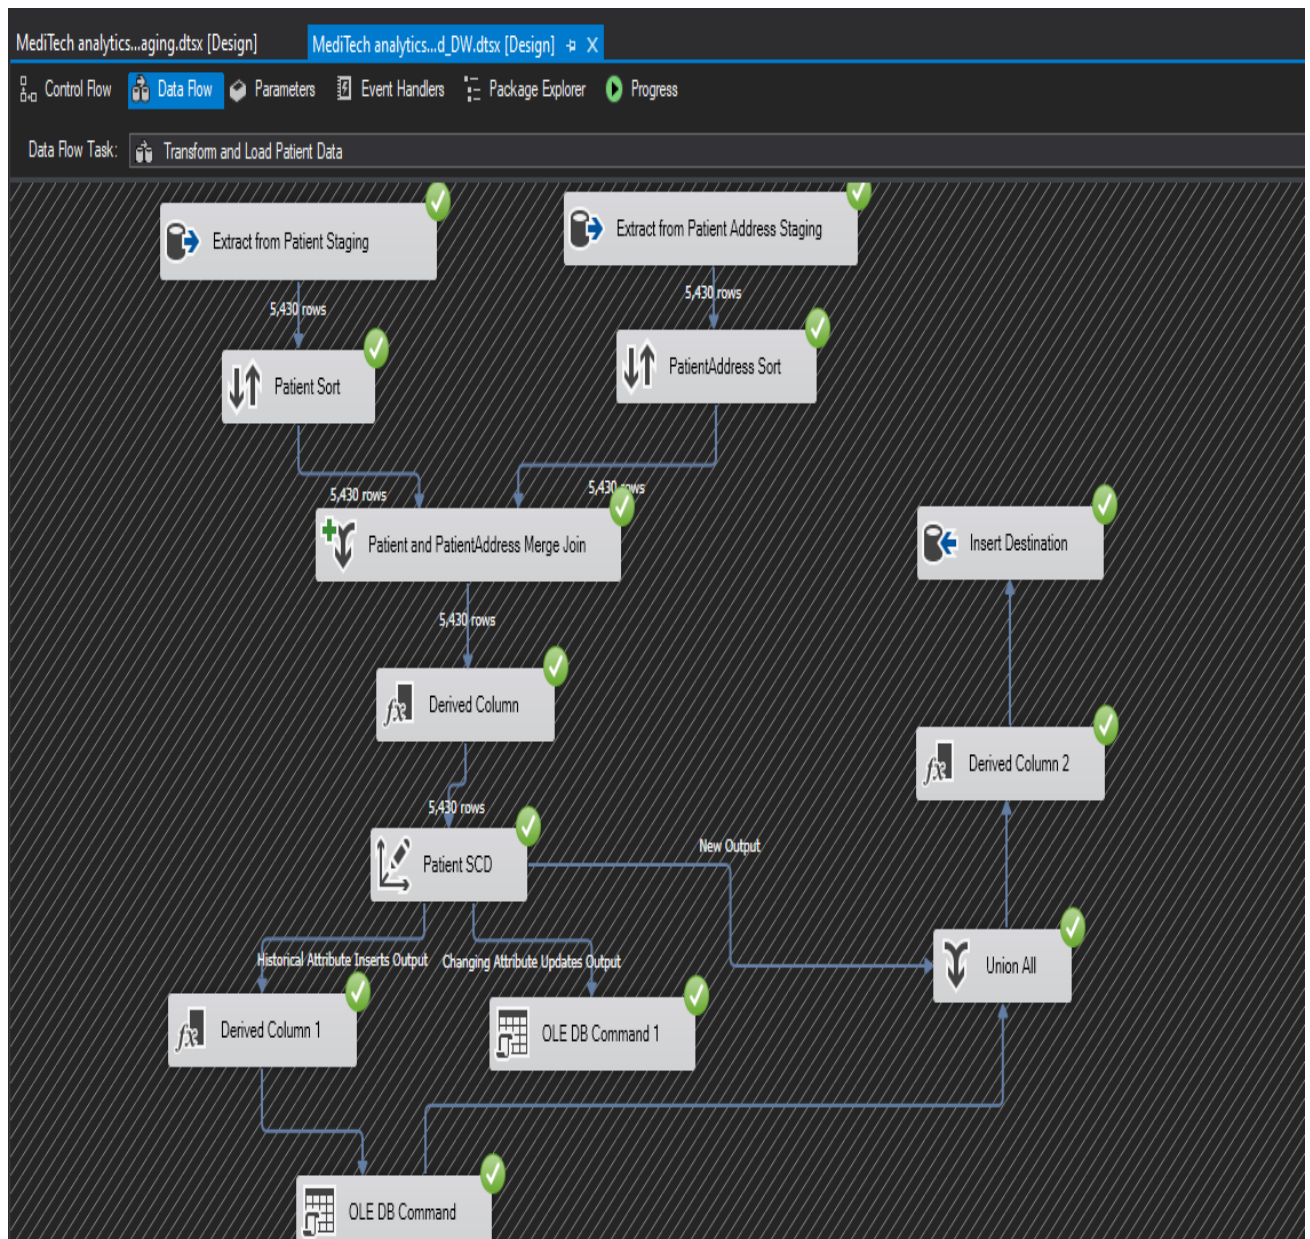 MediTech analytics...aging.dtsx [Design]
MediTech analytics...d_DW.dtsx [Design]
Control Flow
Data Flow
Parameters
Event Handlers
Package Explorer
Progress
Data Flow Task:
Transform and Load Patient Data
Extract from Patient Staging
Extract from Patient Address Staging
5,430 rows
5,430 rows
Patient Sort
PatientAddress Sort
5,430 rows
5,430 rows
Patient and PatientAddress Merge Join
Insert Destination
5,430 rows
Derived Column
Derived Column 2
5,430 rows
Patient SCD
New Output
Historical Attribute Inserts Output
Changing Attribute Updates Output
Union All
Derived Column 1
OLE DB Command 1
OLE DB Command